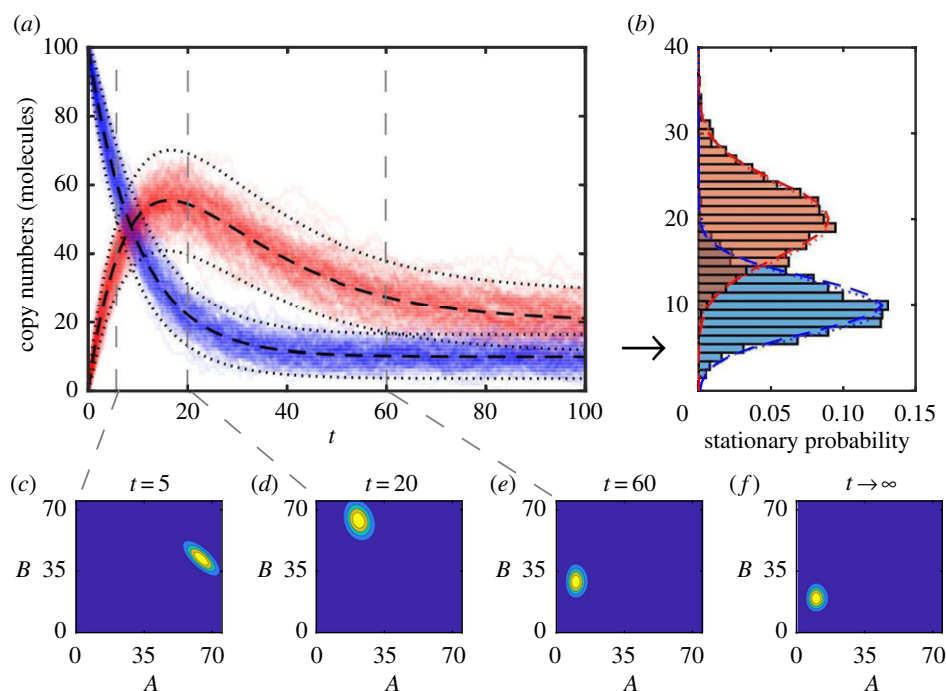 (a)
(b)
100
80
60
40
20
0
copy numbers (molecules)
0
20
40
60
80
100
t
40
30
20
10
0
0.05
0.10
0.15
stationary probability
(c)
t = 5
(d)
t = 20
(e)
t = 60
(f)
t → ∞
70
B 35
0
0
35
70
A
70
B 35
0
0
35
70
A
70
B 35
0
0
35
70
A
70
B 35
0
0
35
70
A